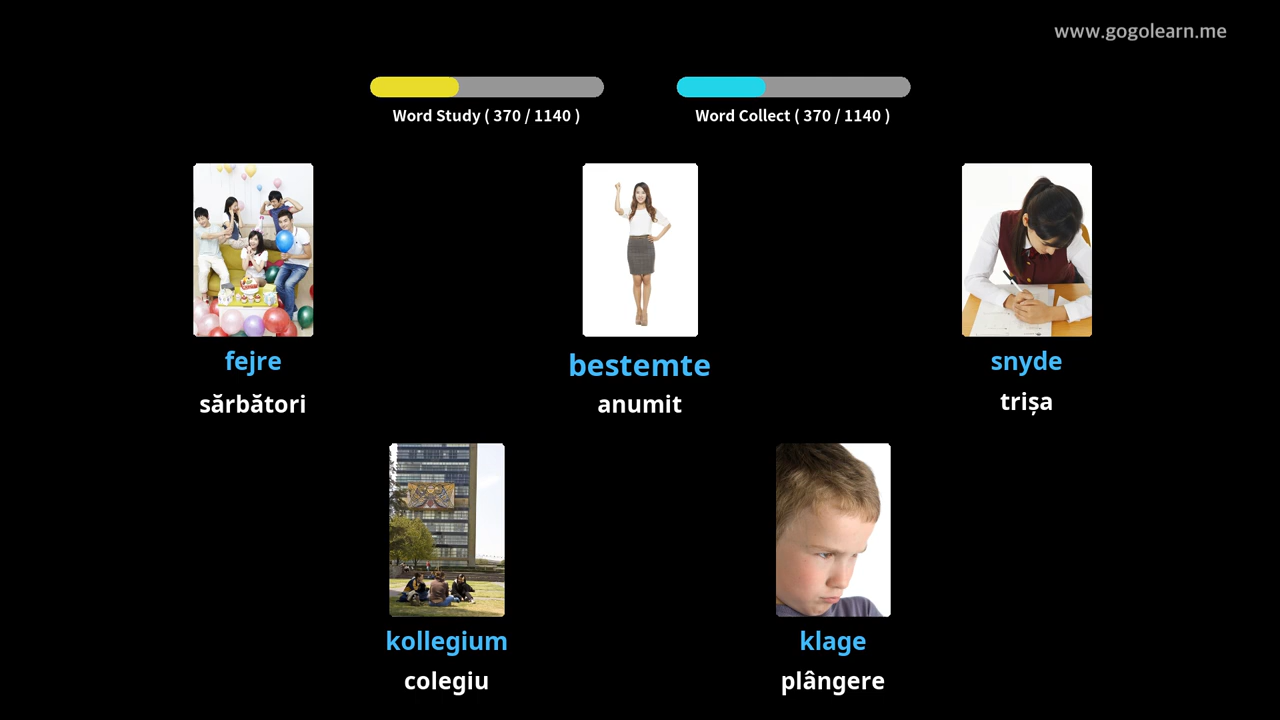 www.gogolearn.me
Word Study ( 370 / 1140 )
Word Collect ( 370 / 1140 )
fejre
bestemte
snyde
sărbători
anumit
trișa
kollegium
klage
colegiu
plângere